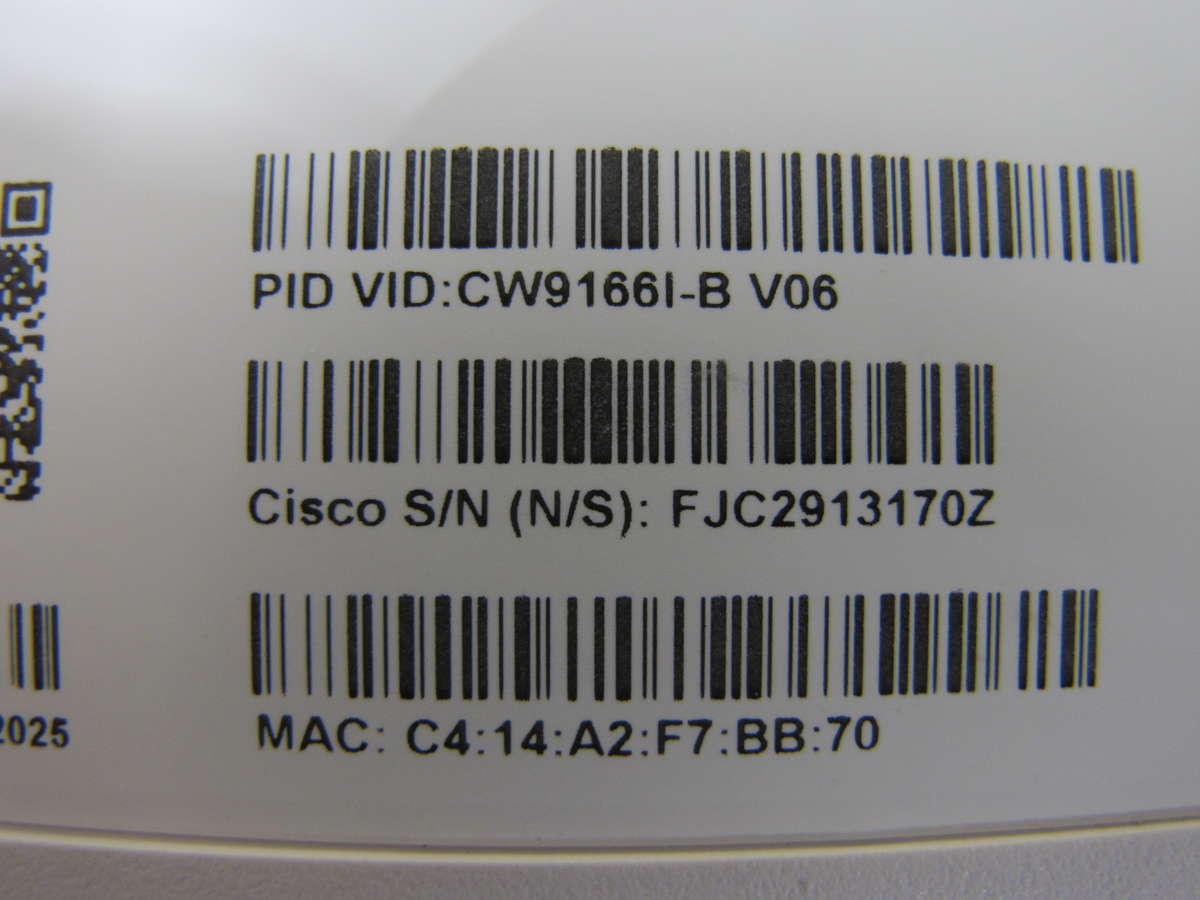 PID VID:CW9166I-B V06
Cisco S/N (N/S): FJC2913170Z
2025
MAC: C4:14:A2:F7:BB:70